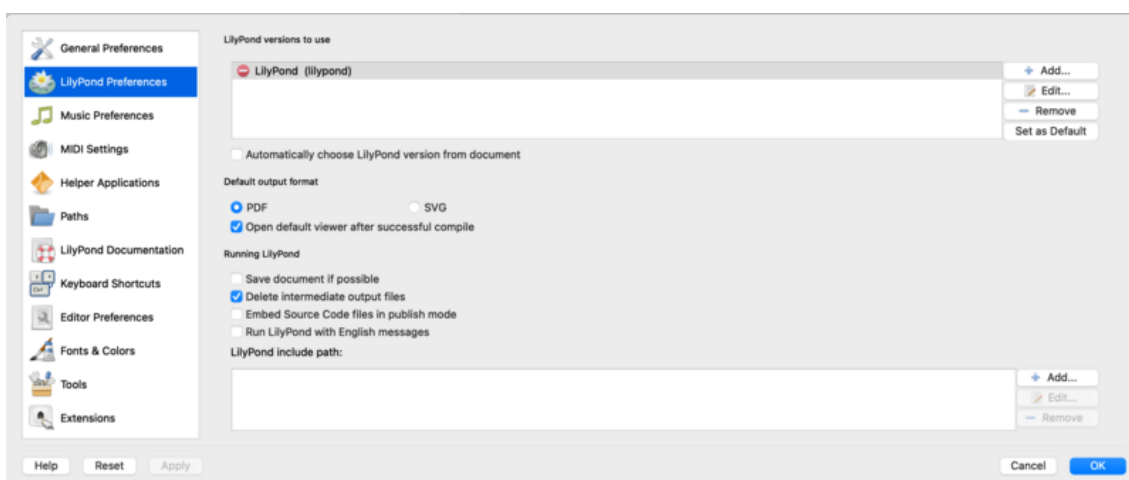 General Preferences
LilyPond Preferences
Music Preferences
MIDI Settings
Helper Applications
Paths
LilyPond Documentation
Keyboard Shortcuts
Editor Preferences
Fonts & Colors
Tools
Extensions
LilyPond versions to use
LilyPond (lilypond)
+ Add...
Edit...
− Remove
Set as Default
Automatically choose LilyPond version from document
Default output format
PDF SVG
Open default viewer after successful compile
Running LilyPond
Save document if possible
Delete intermediate output files
Embed Source Code files in publish mode
Run LilyPond with English messages
LilyPond include path:
+ Add...
Edit...
− Remove
Help Reset Apply Cancel OK